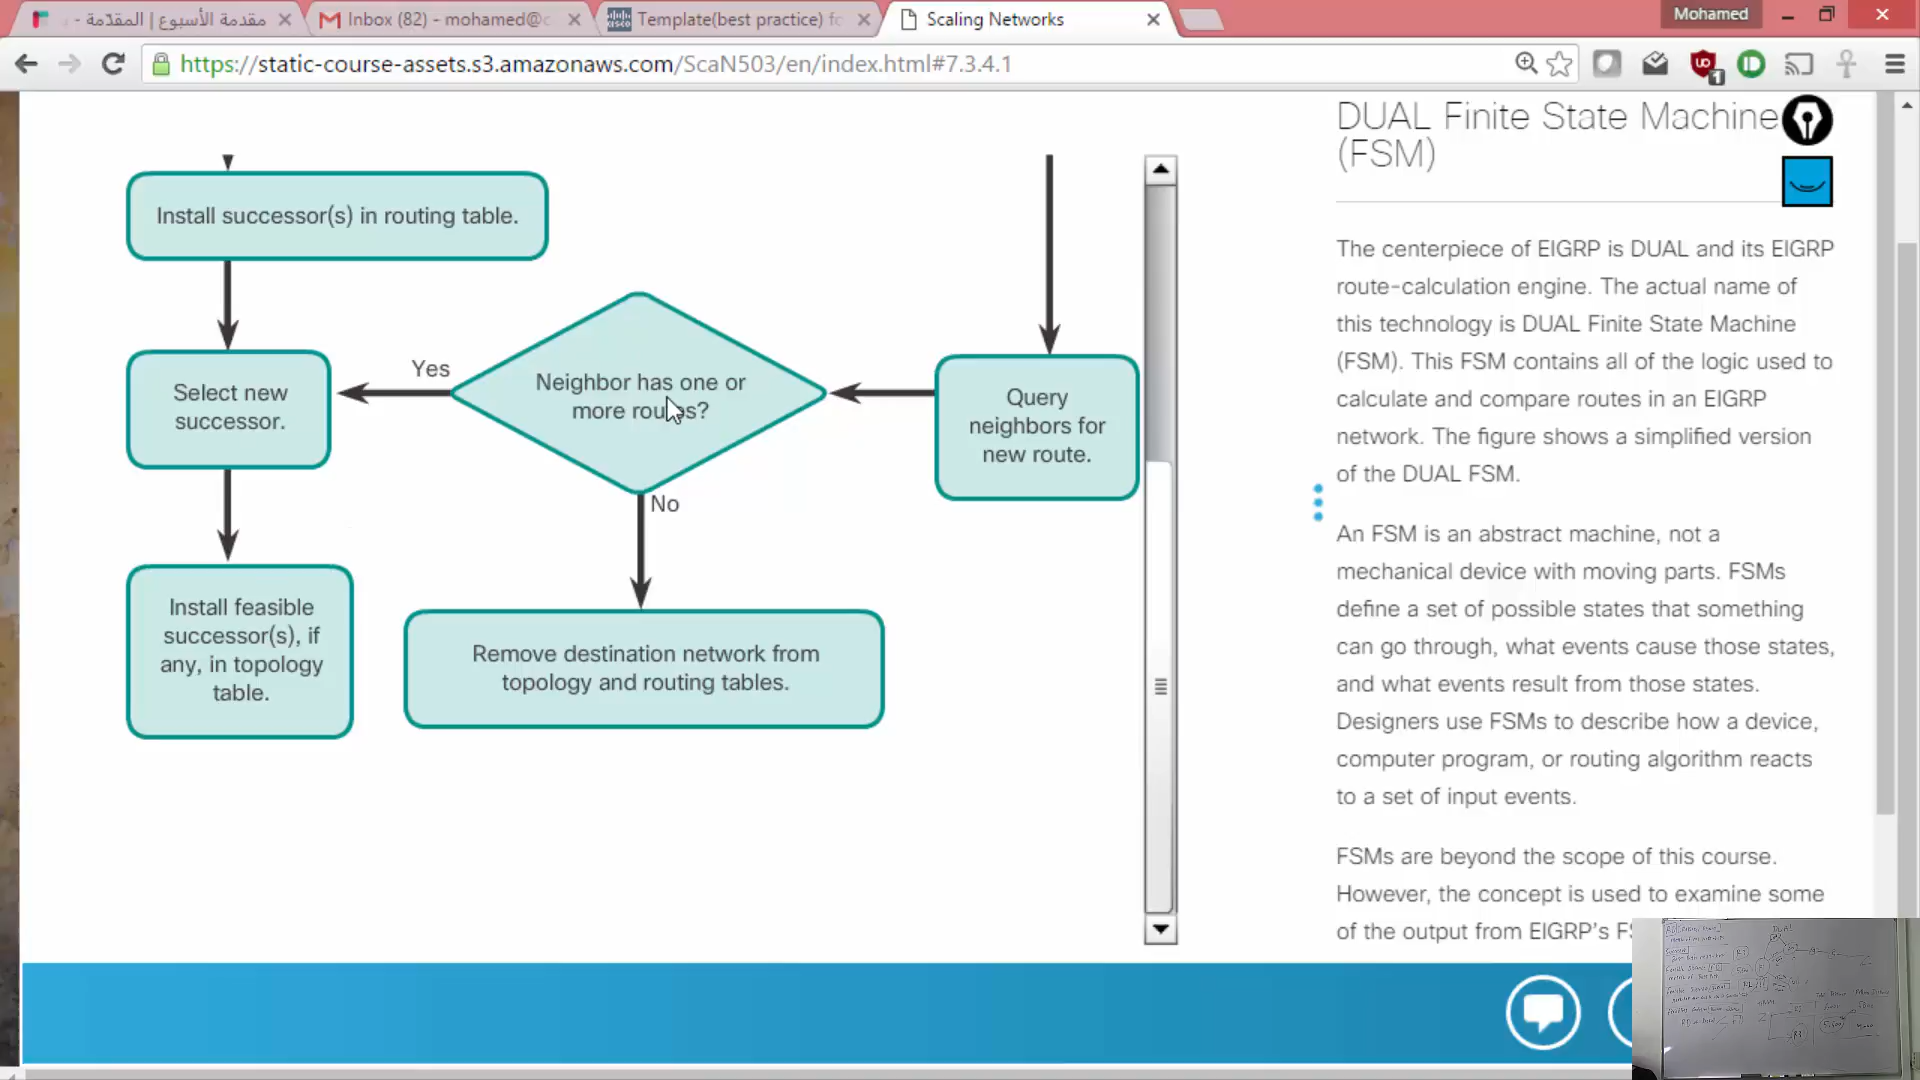 مقدمة الأسبوع | المقدّمة -
Inbox (82) - mohamed@c
Template(best practice) fo
Scaling Networks
Mohamed
https://static-course-assets.s3.amazonaws.com/ScaN503/en/index.html#7.3.4.1
1
Install successor(s) in routing table.
Select new
successor.
Yes
Neighbor has one or
more routes?
Query
neighbors for
new route.
No
Install feasible
successor(s), if
any, in topology
table.
Remove destination network from
topology and routing tables.
DUAL Finite State Machine
(FSM)
The centerpiece of EIGRP is DUAL and its EIGRP
route-calculation engine. The actual name of
this technology is DUAL Finite State Machine
(FSM). This FSM contains all of the logic used to
calculate and compare routes in an EIGRP
network. The figure shows a simplified version
of the DUAL FSM.
An FSM is an abstract machine, not a
mechanical device with moving parts. FSMs
define a set of possible states that something
can go through, what events cause those states,
and what events result from those states.
Designers use FSMs to describe how a device,
computer program, or routing algorithm reacts
to a set of input events.
FSMs are beyond the scope of this course.
However, the concept is used to examine some
of the output from EIGRP's
DUAL